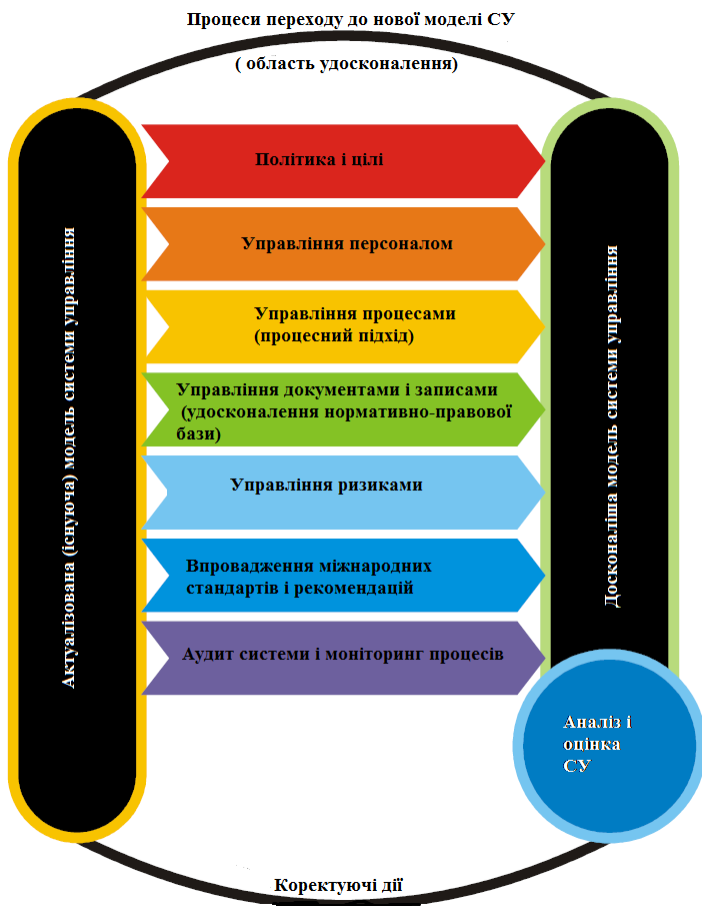 Процеси переходу до нової моделі СУ
( область удосконалення)
Актуалізована (існуюча) модель системи управління
Політика і цілі
Управління персоналом
Управління процесами
(процесний підхід)
Управління документами і записами
(удосконалення нормативно-правової
бази)
Управління ризиками
Впровадження міжнародних
стандартів і рекомендацій
Аудит системи і моніторинг процесів
Досконаліша модель системи управління
Аналіз і
оцінка
СУ
Коректуючі дії